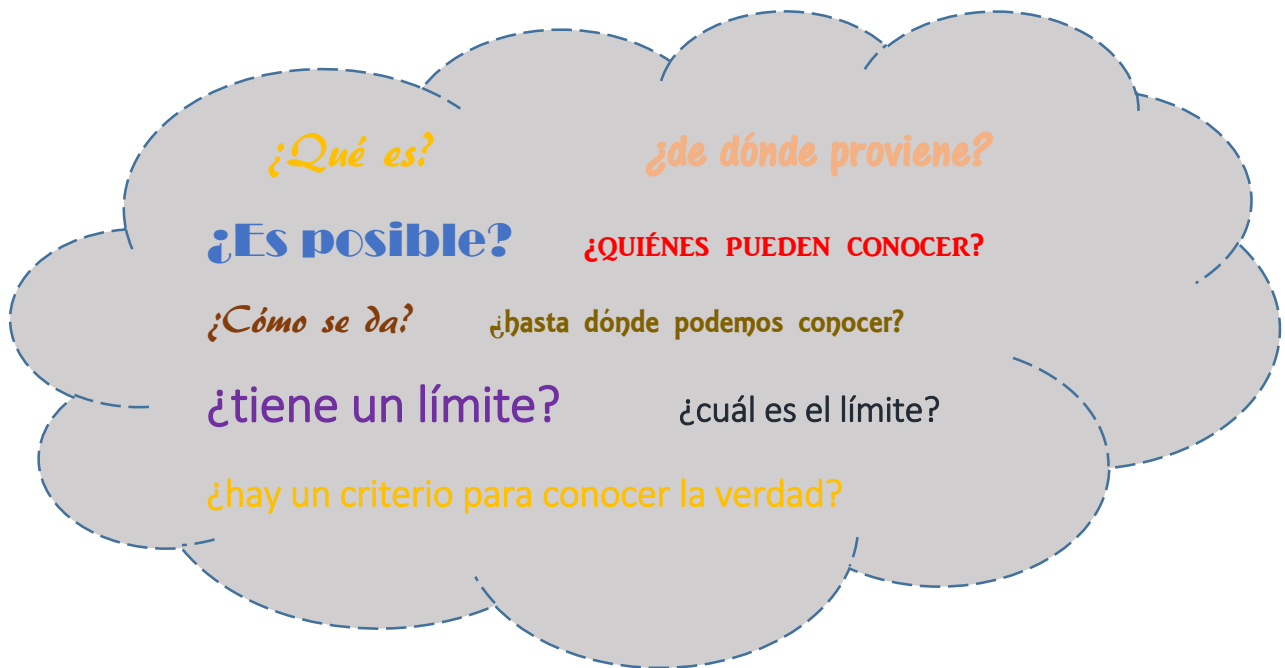 ¿Qué es? ¿de dónde proviene?
¿Es posible? ¿QUIÉNES PUEDEN CONOCER?
¿Cómo se da? ¿hasta dónde podemos conocer?
¿tiene un límite? ¿cuál es el límite?
¿hay un criterio para conocer la verdad?